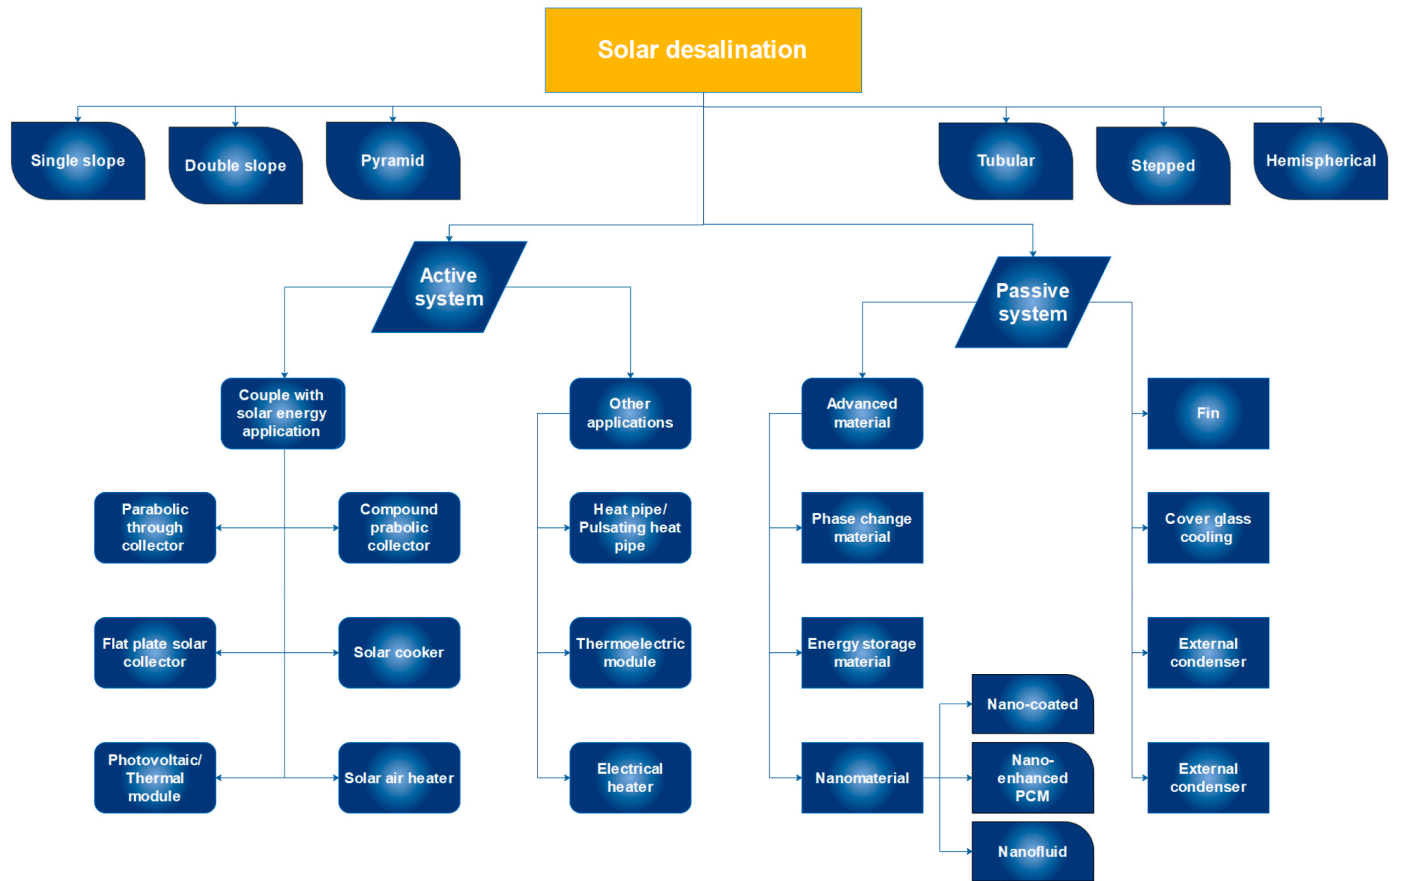 Solar desalination
Single slope
Double slope
Pyramid
Tubular
Stepped
Hemispherical
Active
system
Passive
system
Couple with
solar energy
application
Other
applications
Advanced
material
Fin
Parabolic
through
collector
Compound
prabolic
collector
Heat pipe/
Pulsating heat
pipe
Phase change
material
Cover glass
cooling
Flat plate solar
collector
Solar cooker
Thermoelectric
module
Energy storage
material
External
condenser
Nano-coated
Photovoltaic/
Thermal
module
Solar air heater
Electrical
heater
Nanomaterial
Nano-
enhanced
PCM
External
condenser
Nanofluid